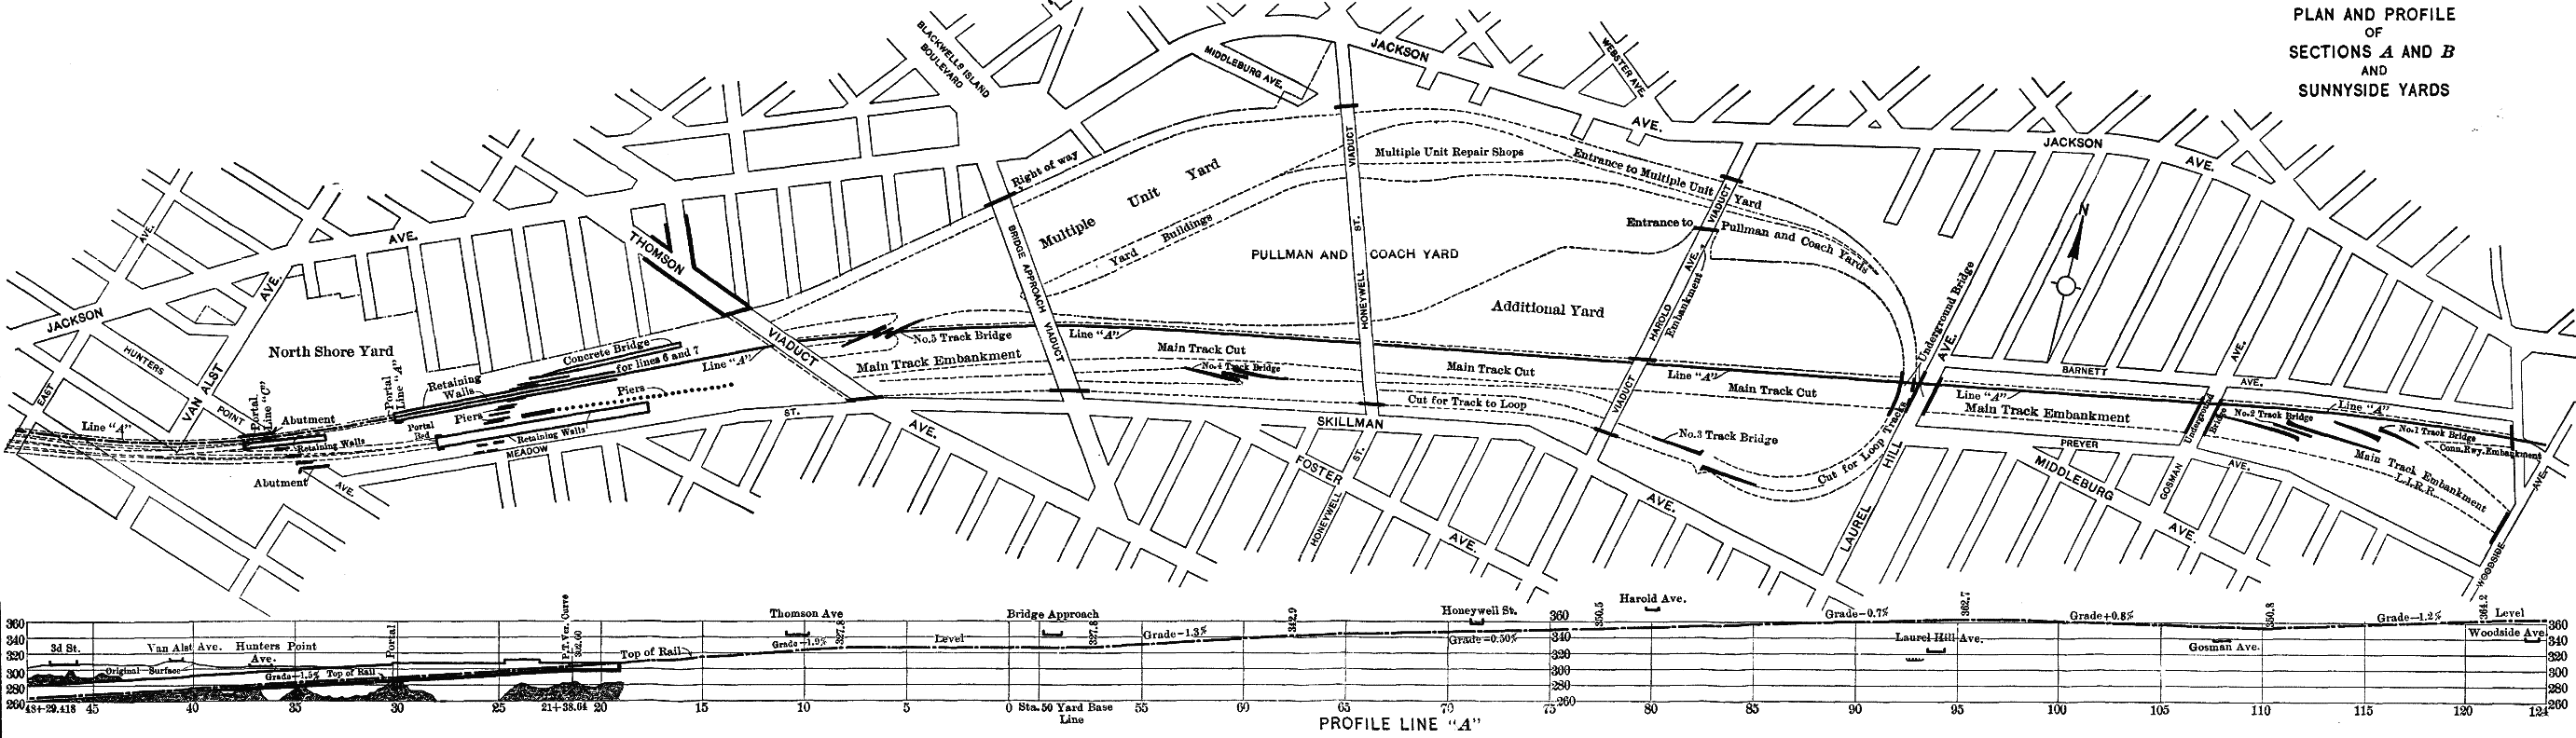 PLAN AND PROFILE
OF
SECTIONS A AND B
AND
SUNNYSIDE YARDS
BLACKWELLS ISLAND
BOULEVARD
MIDDLEBURG AVE.
JACKSON
WEBSTER AVE.
AVE.
JACKSON
AVE.
VIADUCT
Multiple Unit Repair Shops
Entrance to Multiple Unit
Yard
VIADUCT
Right of way
Multiple Unit Yard
Yard Buildings
BRIDGE APPROACH VIADUCT
PULLMAN AND COACH YARD
ST.
HONEYWELL
Entrance to
Pullman and Coach Yards
AVE.
HAROLD
Embankment
Additional Yard
Underground Bridge
AVE.
N
AVE.
AVE.
THOMSON
VIADUCT
JACKSON
HUNTERS
POINT
EAST
VAN ALST
AVE.
North Shore Yard
Portal
Line "C"
Portal
Line "A"
Abutment
Retaining
Walls
Concrete Bridge
for lines 6 and 7
Line "A"
Piers
Piers
Portal
Retaining Walls
Retaining Walls
Line "A"
Abutment
AVE.
MEADOW
ST.
AVE.
No.5 Track Bridge
Main Track Embankment
Line "A"
Main Track Cut
No.4 Track Bridge
Main Track Cut
Cut for Track to Loop
Line "A"
Main Track Cut
VIADUCT
SKILLMAN
FOSTER
ST.
HONEYWELL
AVE.
No.3 Track Bridge
AVE.
Cut for Loop Tracks
LAUREL
HILL
Line "A"
Main Track Embankment
BARNETT
AVE.
AVE.
Underground
Bridge
No.2 Track Bridge
Line "A"
No.1 Track Bridge
Conn.Rwy.Embankment
Main Track Embankment
L.I.R.R.
PREYER
AVE.
MIDDLEBURG
AVE.
GOSMAN
AVE.
WOODSIDE
360
340
320
300
280
260
3d St.
Van Alst Ave.
Hunters Point
Ave.
Portal
P.T.Ver. Curve
302.60
Original Surface
Grade-1.5%
Top of Rail
Top of Rail
Thomson Ave
Grade-1.9%
327.8
Level
Bridge Approach
327.8
Grade-1.3%
342.9
Honeywell St.
Grade-0.50%
360
340
320
300
280
260
350.5
Harold Ave.
Grade-0.7%
Laurel Hill Ave.
362.7
Grade+0.8%
Gosman Ave.
350.8
Grade-1.2%
364.2
Level
Woodside Ave.
360
340
320
300
280
260
48+29.418 45 40 35 30 25 21+38.64 20 15 10 5 0 Sta.50 Yard Base Line 55 60 65 70 75 80 85 90 95 100 105 110 115 120 124
PROFILE LINE "A"